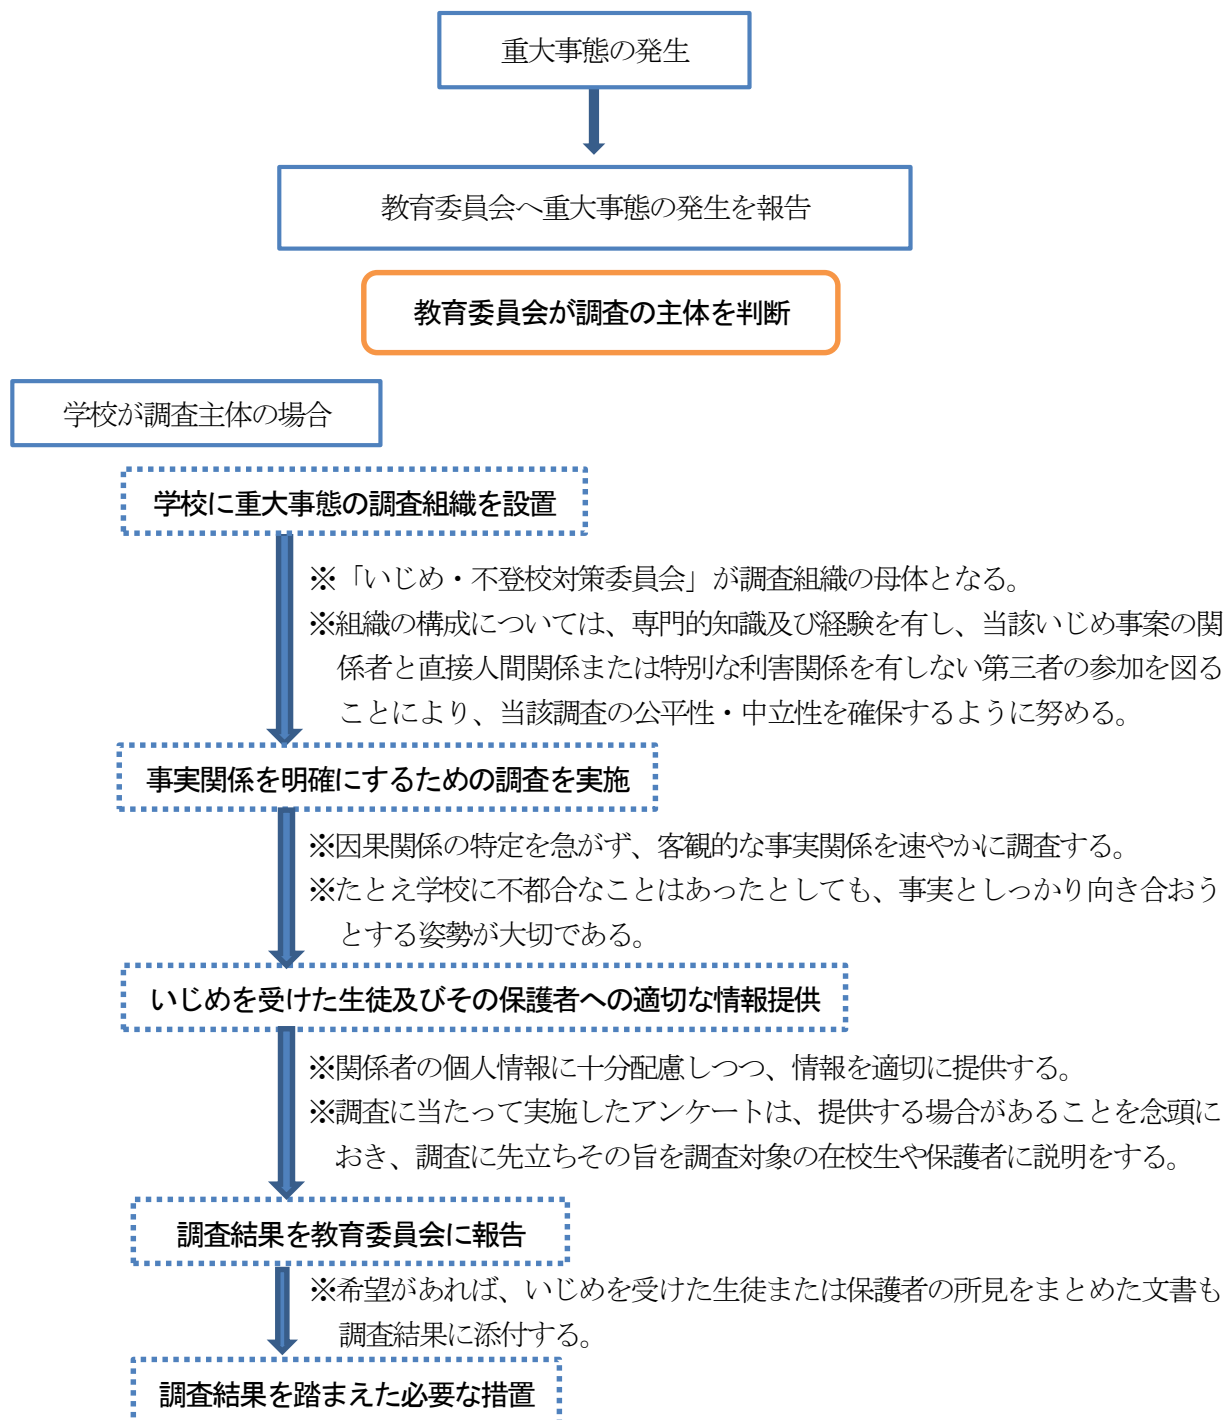 重大事態の発生
教育委員会へ重大事態の発生を報告
教育委員会が調査の主体を判断
学校が調査主体の場合
学校に重大事態の調査組織を設置
※「いじめ・不登校対策委員会」が調査組織の母体となる。
※組織の構成については、専門的知識及び経験を有し、当該いじめ事案の関
係者と直接人間関係または特別な利害関係を有しない第三者の参加を図る
ことにより、当該調査の公平性・中立性を確保するように努める。
事実関係を明確にするための調査を実施
※因果関係の特定を急がず、客観的な事実関係を速やかに調査する。
※たとえ学校に不都合なことはあったとしても、事実としっかり向き合おう
とする姿勢が大切である。
いじめを受けた生徒及びその保護者への適切な情報提供
※関係者の個人情報に十分配慮しつつ、情報を適切に提供する。
※調査に当たって実施したアンケートは、提供する場合があることを念頭に
おき、調査に先立ちその旨を調査対象の在校生や保護者に説明をする。
調査結果を教育委員会に報告
※希望があれば、いじめを受けた生徒または保護者の所見をまとめた文書も
調査結果に添付する。
調査結果を踏まえた必要な措置